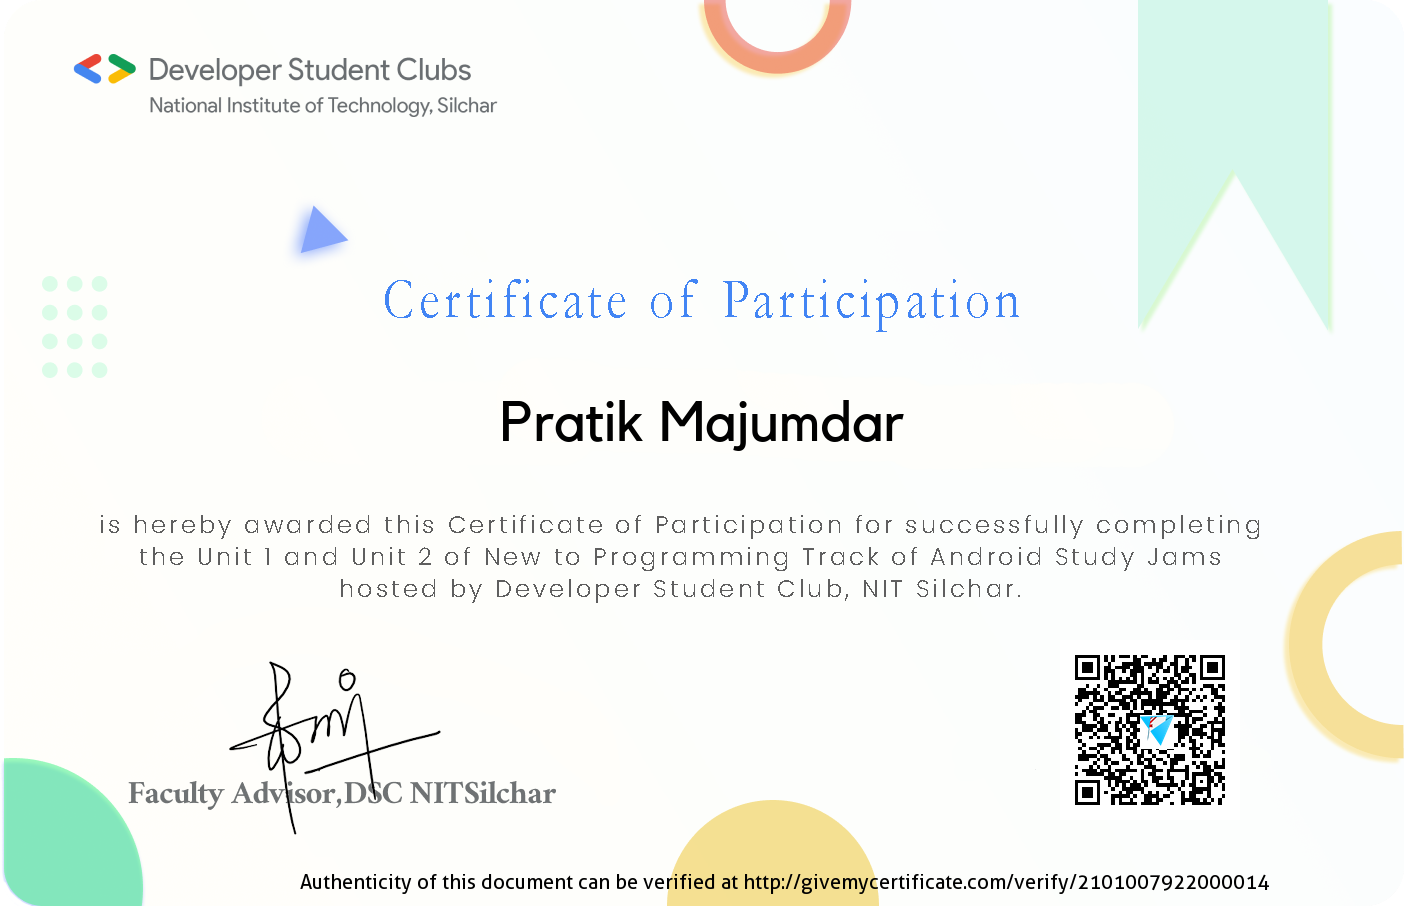 Developer Student Clubs
National Institute of Technology, Silchar
Certificate of Participation
Pratik Majumdar
is hereby awarded this Certificate of Participation for successfully completing
the Unit 1 and Unit 2 of New to Programming Track of Android Study Jams
hosted by Developer Student Club, NIT Silchar.
Faculty Advisor,DSC NITSilchar
Authenticity of this document can be verified at http://givemycertificate.com/verify/2101007922000014